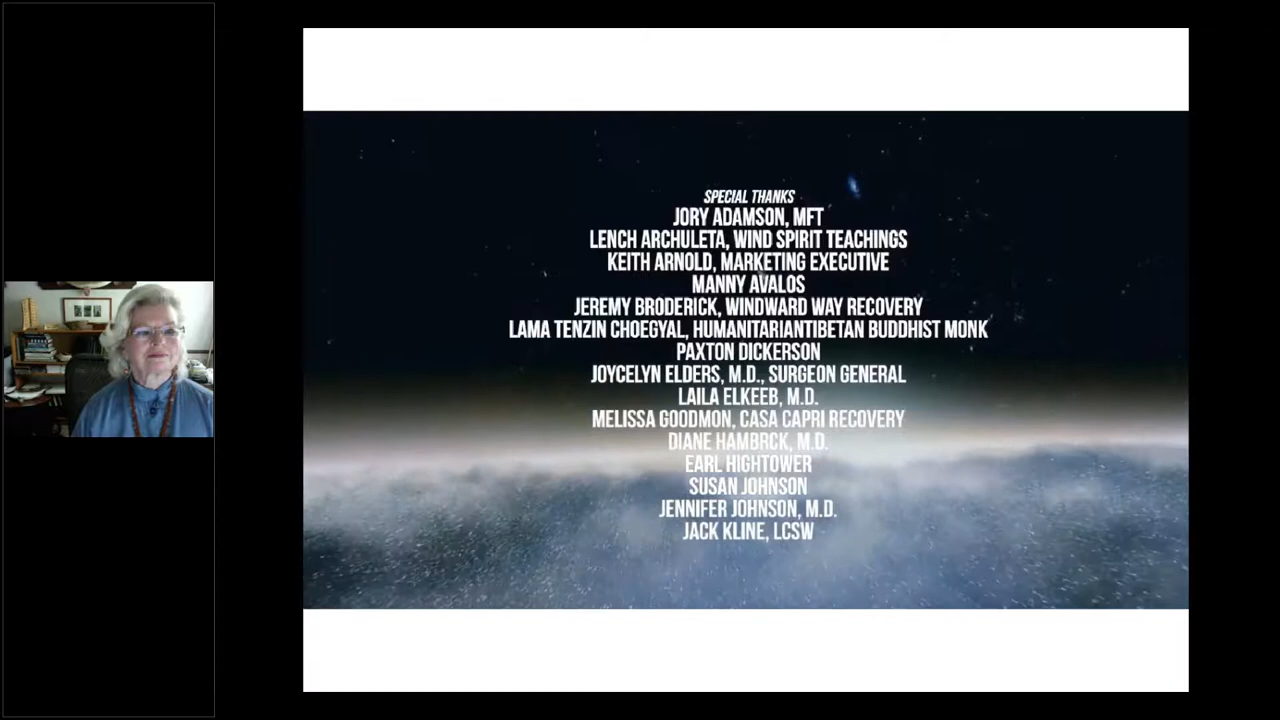 SPECIAL THANKS
JORY ADAMSON, MFT
LENCH ARCHULETA, WIND SPIRIT TEACHINGS
KEITH ARNOLD, MARKETING EXECUTIVE
MANNY AVALOS
JEREMY BRODERICK, WINDWARD WAY RECOVERY
LAMA TENZIN CHOEGYAL, HUMANITARIANTIBETAN BUDDHIST MONK
PAXTON DICKERSON
JOYCELYN ELDERS, M.D., SURGEON GENERAL
LAILA ELKEEB, M.D.
MELISSA GOODMON, CASA CAPRI RECOVERY
DIANE HAMBRCK, M.D.
EARL HIGHTOWER
SUSAN JOHNSON
JENNIFER JOHNSON, M.D.
JACK KLINE, LCSW